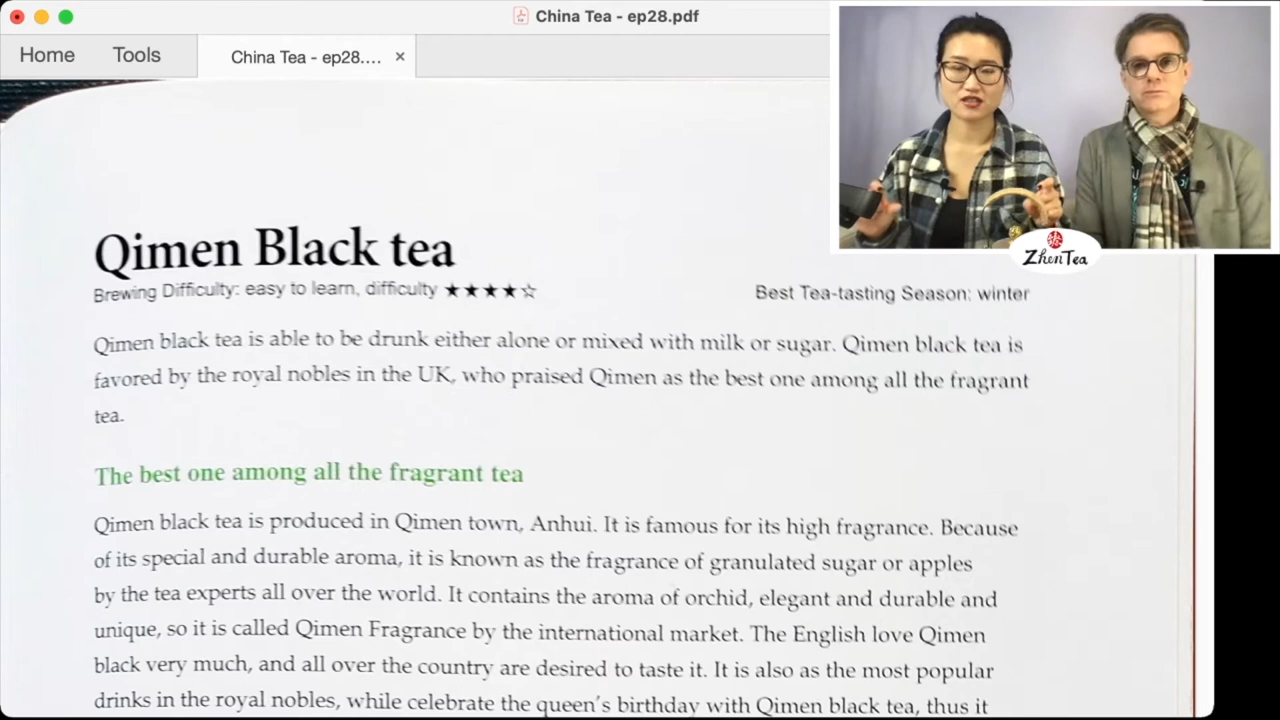 China Tea - ep28.pdf
Home Tools China Tea - ep28.... ×
ZhenTea
Qimen Black tea
Brewing Difficulty: easy to learn, difficulty ★★★★☆ Best Tea-tasting Season: winter
Qimen black tea is able to be drunk either alone or mixed with milk or sugar. Qimen black tea is
favored by the royal nobles in the UK, who praised Qimen as the best one among all the fragrant
tea.
The best one among all the fragrant tea
Qimen black tea is produced in Qimen town, Anhui. It is famous for its high fragrance. Because
of its special and durable aroma, it is known as the fragrance of granulated sugar or apples
by the tea experts all over the world. It contains the aroma of orchid, elegant and durable and
unique, so it is called Qimen Fragrance by the international market. The English love Qimen
black very much, and all over the country are desired to taste it. It is also as the most popular
drinks in the royal nobles, while celebrate the queen's birthday with Qimen black tea, thus it